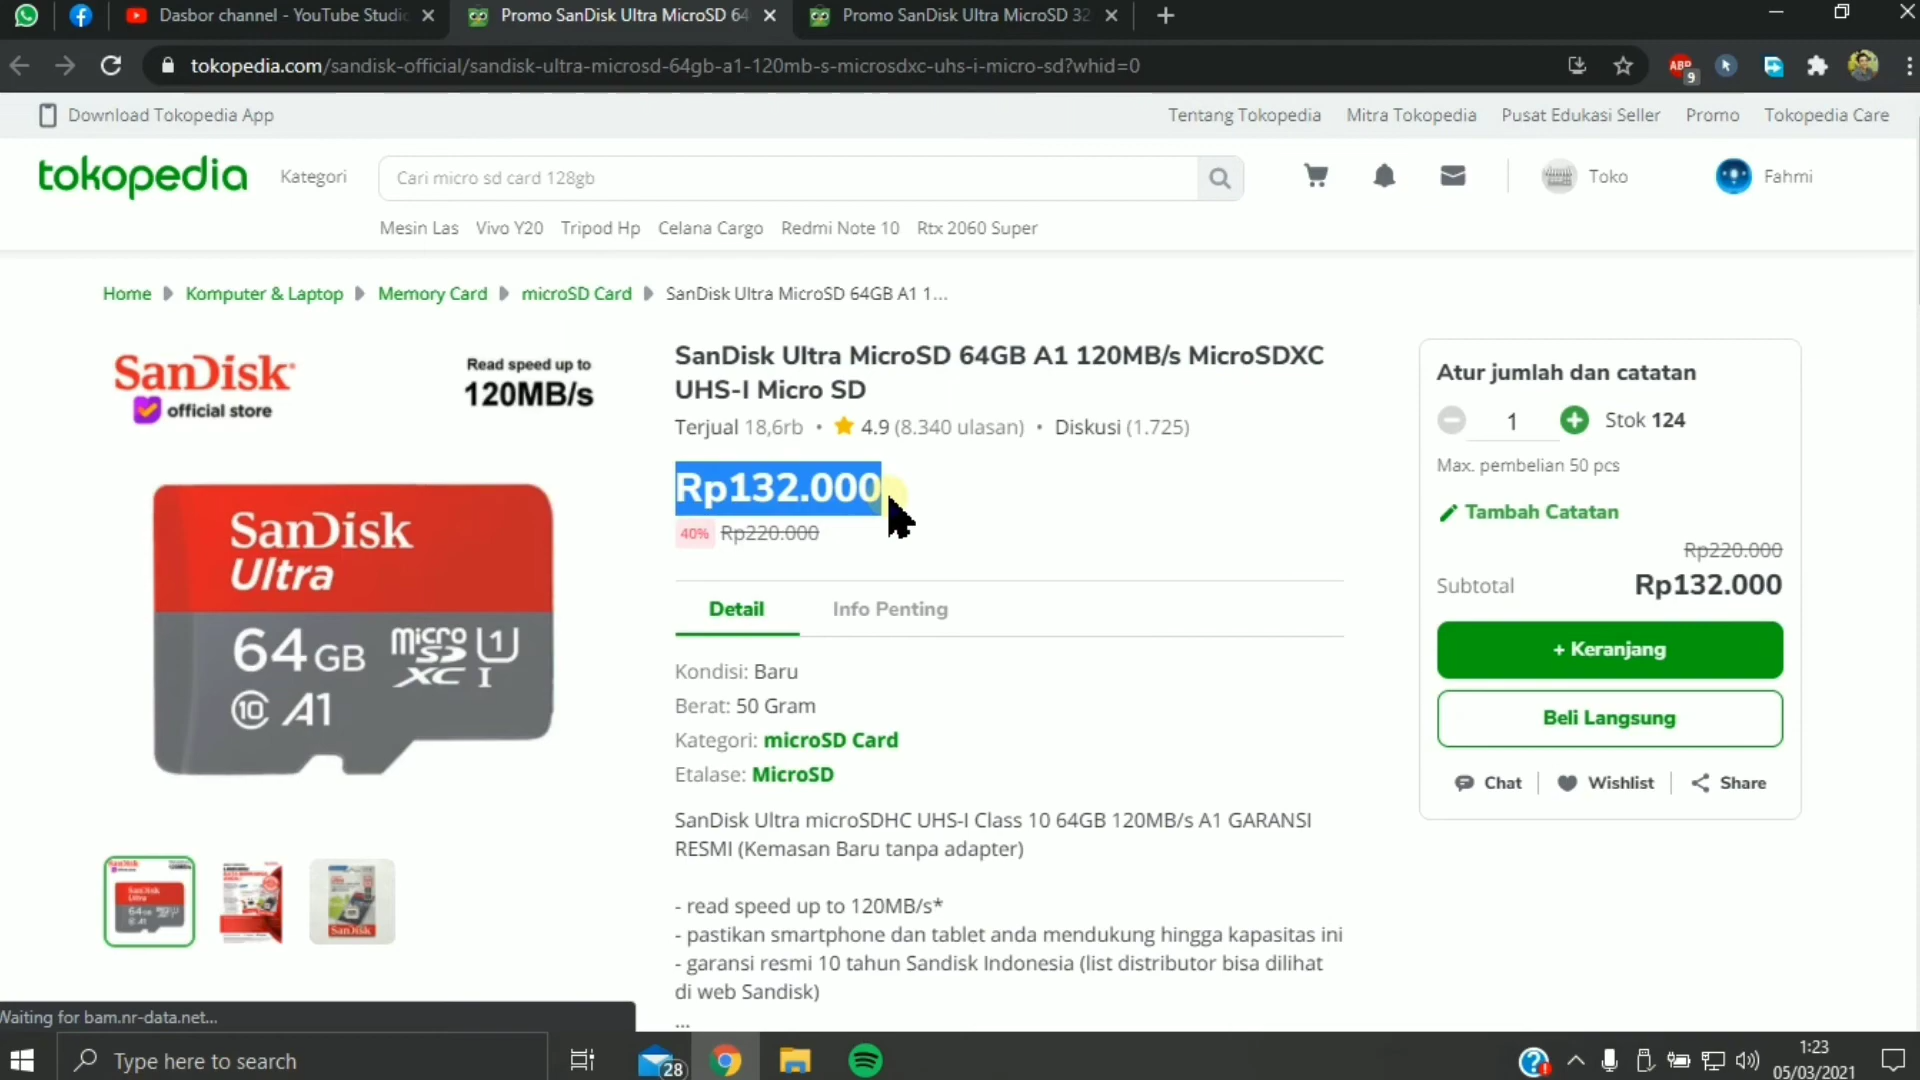 Dasbor channel - YouTube Studio
Promo SanDisk Ultra MicroSD 64
Promo SanDisk Ultra MicroSD 32
tokopedia.com/sandisk-official/sandisk-ultra-microsd-64gb-a1-120mb-s-microsdxc-uhs-i-micro-sd?whid=0
ABP
9
Download Tokopedia App
Tentang Tokopedia
Mitra Tokopedia
Pusat Edukasi Seller
Promo
Tokopedia Care
tokopedia
Kategori
Cari micro sd card 128gb
Toko
Fahmi
Mesin Las
Vivo Y20
Tripod Hp
Celana Cargo
Redmi Note 10
Rtx 2060 Super
Home
Komputer & Laptop
Memory Card
microSD Card
SanDisk Ultra MicroSD 64GB A1 1...
SanDisk
official store
Read speed up to
120MB/s
SanDisk
Ultra
64GB
micro SD XC I U1
10 A1
SanDisk Ultra MicroSD 64GB A1 120MB/s MicroSDXC
UHS-I Micro SD
Terjual 18,6rb • 4.9 (8.340 ulasan) • Diskusi (1.725)
Rp132.000
40% Rp220.000
Detail
Info Penting
Kondisi: Baru
Berat: 50 Gram
Kategori: microSD Card
Etalase: MicroSD
SanDisk Ultra microSDHC UHS-I Class 10 64GB 120MB/s A1 GARANSI
RESMI (Kemasan Baru tanpa adapter)
- read speed up to 120MB/s*
- pastikan smartphone dan tablet anda mendukung hingga kapasitas ini
- garansi resmi 10 tahun Sandisk Indonesia (list distributor bisa dilihat
di web Sandisk)
...
Atur jumlah dan catatan
1
Stok 124
Max. pembelian 50 pcs
Tambah Catatan
Rp220.000
Subtotal
Rp132.000
+ Keranjang
Beli Langsung
Chat
Wishlist
Share
Waiting for bam.nr-data.net...
Type here to search
28
1:23
05/03/2021